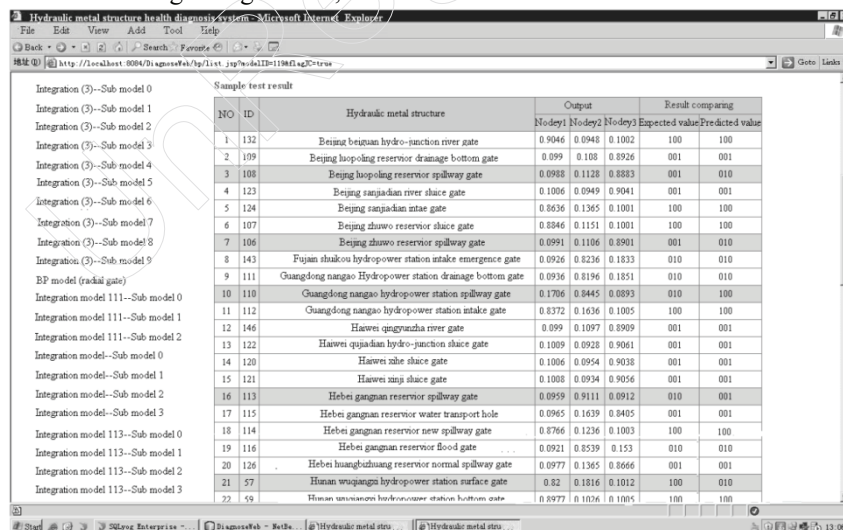 Hydraulic metal structure health diagnosis system - Microsoft Internet Explorer
File Edit View Add Tool Help
Back Search Favorite
地址(D) http://localhost:8084/DiagnoseWeb/bp/list.jsp?modelID=119&flagJC=true Goto Links
Integration (3)--Sub model 0
Integration (3)--Sub model 1
Integration (3)--Sub model 2
Integration (3)--Sub model 3
Integration (3)--Sub model 4
Integration (3)--Sub model 5
Integration (3)--Sub model 6
Integration (3)--Sub model 7
Integration (3)--Sub model 8
Integration (3)--Sub model 9
BP model (radial gate)
Integration model 111--Sub model 0
Integration model 111--Sub model 1
Integration model 111--Sub model 2
Integration model--Sub model 0
Integration model--Sub model 1
Integration model--Sub model 2
Integration model--Sub model 3
Integration model 113--Sub model 0
Integration model 113--Sub model 1
Integration model 113--Sub model 2
Integration model 113--Sub model 3
Sample test result
NO ID Hydraulic metal structure Output Result comparing
Nodey1 Nodey2 Nodey3 Expected value Predicted value
1 132 Beijing beiguan hydro-junction river gate 0.9046 0.0948 0.1002 100 100
2 109 Beijing luopoling reservior drainage bottom gate 0.099 0.108 0.8926 001 001
3 108 Beijng luopoling reservior spillway gate 0.0988 0.1128 0.8883 001 010
4 123 Beijing sanjiadian river sluice gate 0.1006 0.0949 0.9041 001 001
5 124 Beijing sanjiadian intae gate 0.8636 0.1365 0.1001 100 100
6 107 Beijing zhuwo reservior sluice gate 0.8846 0.1151 0.1001 100 100
7 106 Beijing zhuwo reservior spillway gate 0.0991 0.1106 0.8901 001 010
8 143 Fujain shuikou hydropower station intake emergence gate 0.0926 0.8236 0.1833 010 010
9 111 Guangdong nangao Hydropower station drainage bottom gate 0.0936 0.8196 0.1851 010 010
10 110 Guangdong nangao hydropower station spillway gate 0.1706 0.8445 0.0893 010 100
11 112 Guangdong nangao hydropower station intake gate 0.8372 0.1636 0.1005 100 100
12 146 Haiwei qingyunzha river gate 0.099 0.1097 0.8909 001 001
13 122 Haiwei qujiadian hydro-junction sluice gate 0.1009 0.0928 0.9061 001 001
14 120 Haiwei xihe sluice gate 0.1006 0.0954 0.9038 001 001
15 121 Haiwei xinji sluice gate 0.1008 0.0934 0.9056 001 001
16 113 Hebei gangnan reservior spillway gate 0.0959 0.9111 0.0912 010 001
17 115 Hebei gangnan reservior water transport hole 0.0965 0.1639 0.8405 001 001
18 114 Hebei gangnan reservior new spillway gate 0.8766 0.1236 0.1003 100 100
19 116 Hebei gangnan reservior flood gate 0.0921 0.8539 0.153 010 010
20 126 Hebei huangbizhuang reservior normal spillway gate 0.0977 0.1365 0.8666 001 001
21 57 Hunan wuqiangxi hydropower station surface gate 0.82 0.1816 0.1012 100 010
22 59 Hunan wuqiangxi hydropower station bottom gate 0.8977 0.1026 0.1005 100 100
Start SQLyog Enterprise -... DiagnoseWeb - NetBe... Hydraulic metal stru... Hydraulic metal stru... 13:0